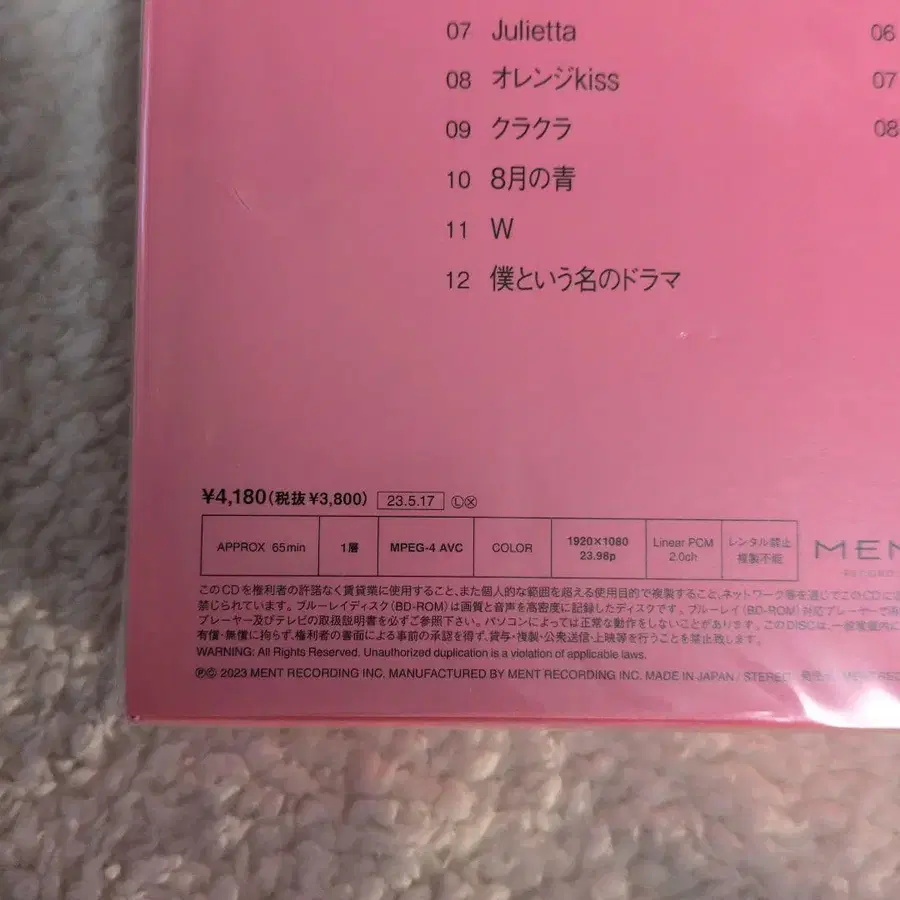 07 Julietta
08 オレンジkiss
09 クラクラ
10 8月の青
11 W
12 僕という名のドラマ
06
07
08
¥4,180(税抜¥3,800) 23.5.17 Ⓛ Ⓧ
APPROX 65min 1層 MPEG-4 AVC COLOR 1920×1080 23.98p Linear PCM 2.0ch レンタル禁止 複製不能
MEN
RECORD
このCDを権利者の許諾なく賃貸業に使用すること、また個人的な範囲を超える使用目的で複製すること、ネットワーク等を通じてこのCDに
禁じられています。ブルーレイディスク(BD-ROM)は画質と音声を高密度に記録したディスクです。ブルーレイ(BD-ROM)対応プレーヤーで
プレーヤー及びテレビの取扱説明書を必ずご参照下さい。パソコンによっては正常な動作をしないことがあります。このDISCは、一般家庭内
有償・無償に拘らず、権利者の書面による事前の承認を得ず、貸与・複製・公衆送信・上映等を行うことを禁止致します。
WARNING: All Rights Reserved. Unauthorized duplication is a violation of applicable laws.
ⓅⒸ 2023 MENT RECORDING INC. MANUFACTURED BY MENT RECORDING INC. MADE IN JAPAN / STEREO